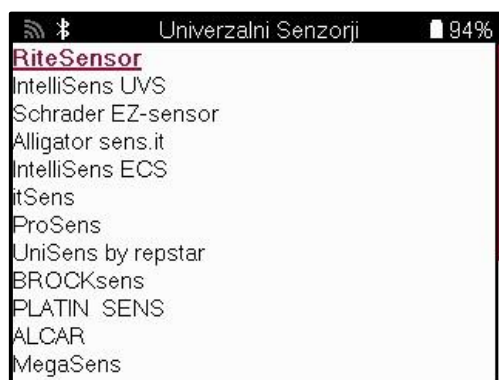 Univerzalni Senzorji 94%
RiteSensor
IntelliSens UVS
Schrader EZ-sensor
Alligator sens.it
IntelliSens ECS
itSens
ProSens
UniSens by repstar
BROCKsens
PLATIN SENS
ALCAR
MegaSens